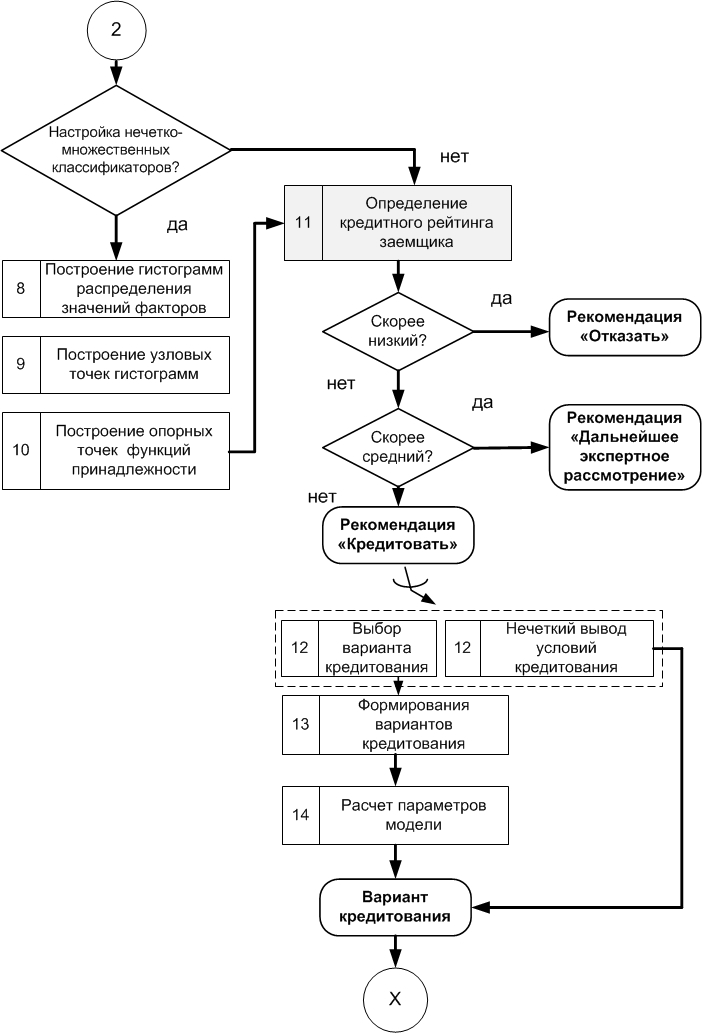 2
Настройка нечетко-
множественных
классификаторов?
нет
да
11
Определение
кредитного рейтинга
заемщика
8
Построение гистограмм
распределения
значений факторов
9
Построение узловых
точек гистограмм
10
Построение опорных
точек функций
принадлежности
Скорее
низкий?
да
Рекомендация
«Отказать»
нет
Скорее
средний?
да
Рекомендация
«Дальнейшее
экспертное
рассмотрение»
нет
Рекомендация
«Кредитовать»
12
Выбор
варианта
кредитования
12
Нечеткий вывод
условий
кредитования
13
Формирования
вариантов
кредитования
14
Расчет параметров
модели
Вариант
кредитования
X